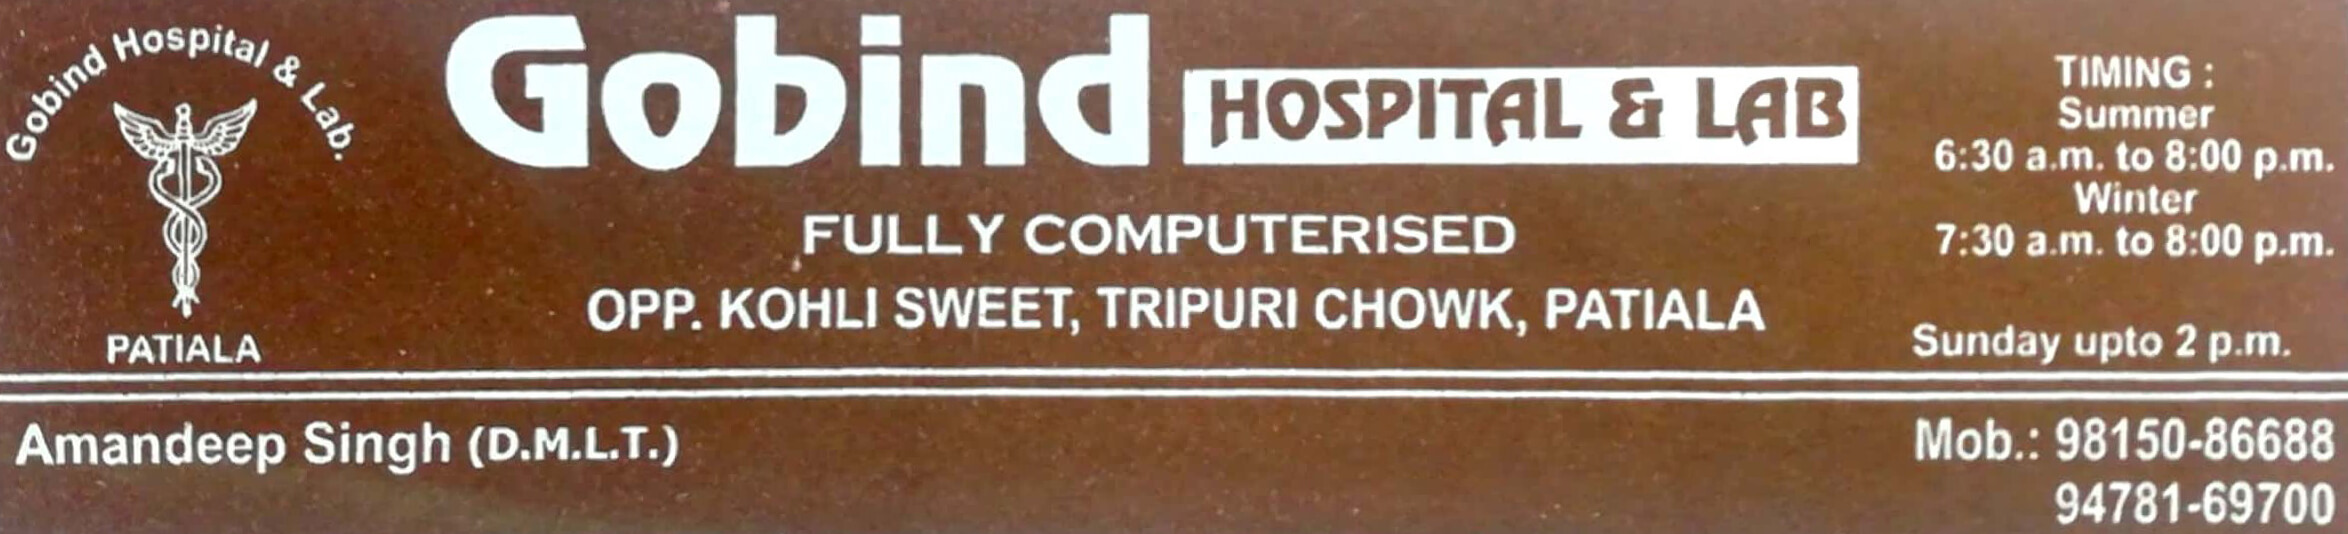 Gobind Hospital & Lab.
PATIALA
Gobind HOSPITAL & LAB
FULLY COMPUTERISED
OPP. KOHLI SWEET, TRIPURI CHOWK, PATIALA
TIMING :
Summer
6:30 a.m. to 8:00 p.m.
Winter
7:30 a.m. to 8:00 p.m.
Sunday upto 2 p.m.
Amandeep Singh (D.M.L.T.)
Mob.: 98150-86688
94781-69700